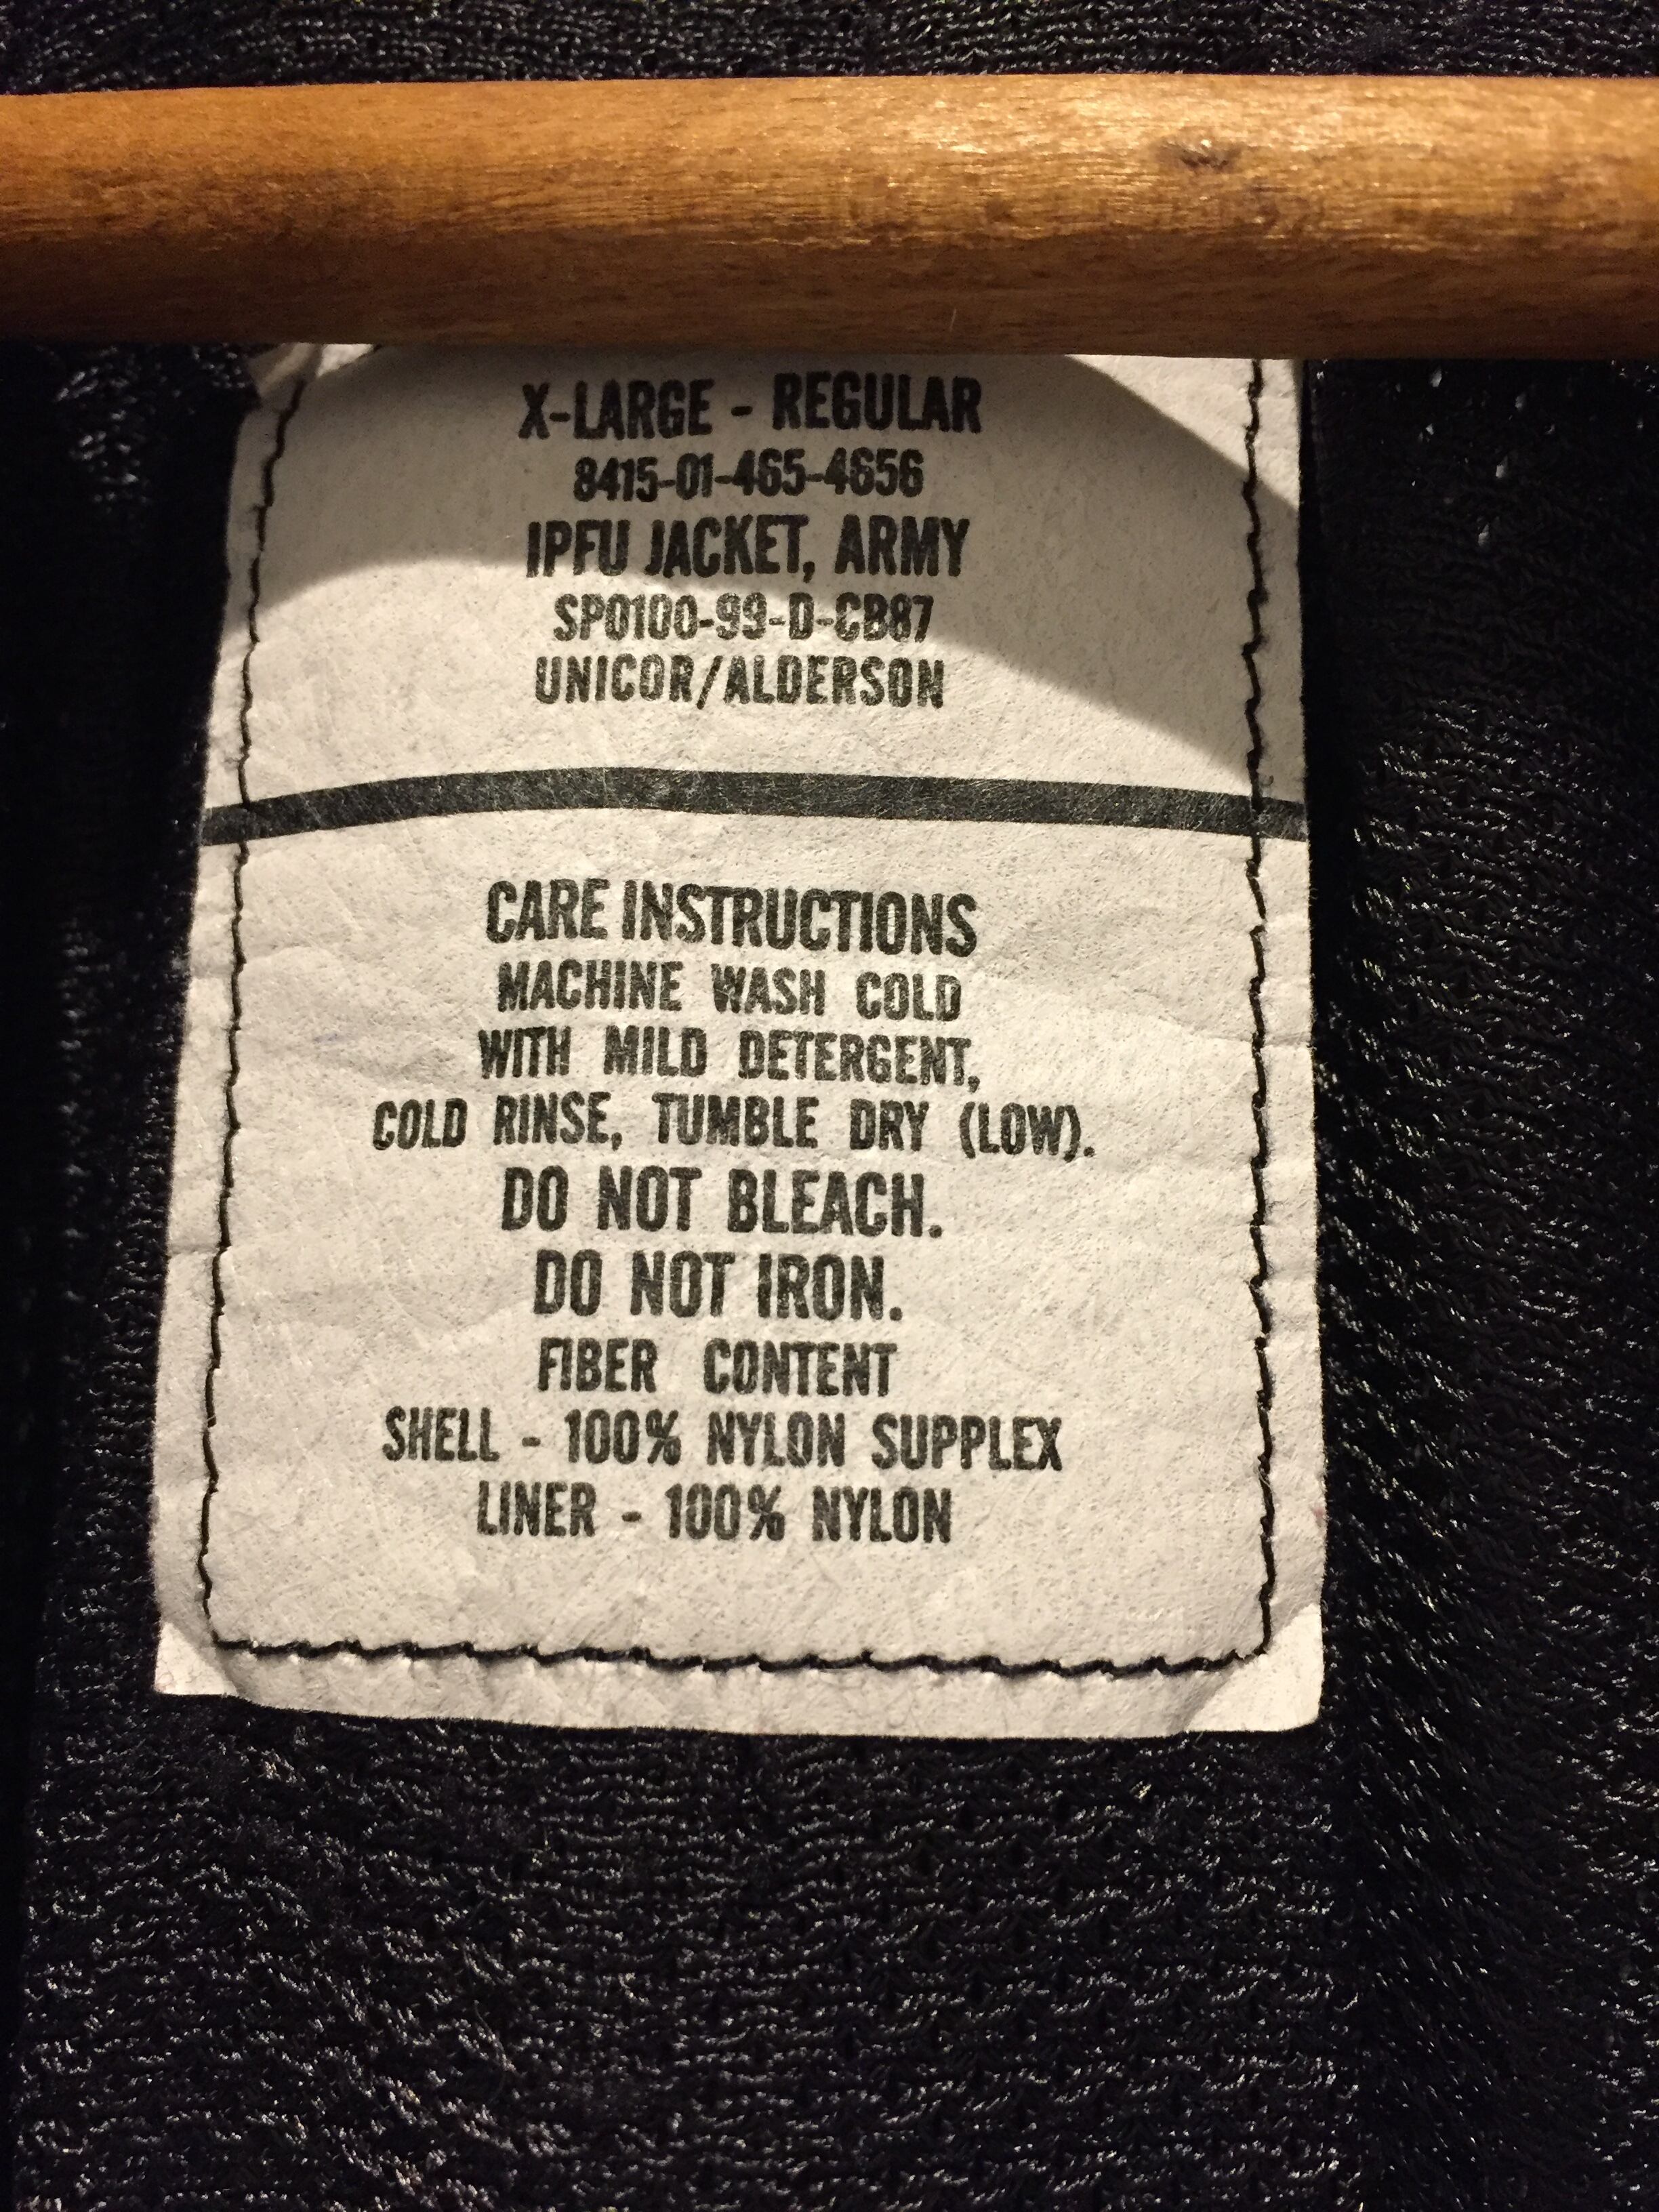 X-LARGE - REGULAR
8415-01-465-4656
IPFU JACKET, ARMY
SP0100-99-D-CB87
UNICOR/ALDERSON
CARE INSTRUCTIONS
MACHINE WASH COLD
WITH MILD DETERGENT,
COLD RINSE, TUMBLE DRY (LOW).
DO NOT BLEACH.
DO NOT IRON.
FIBER CONTENT
SHELL - 100% NYLON SUPPLEX
LINER - 100% NYLON